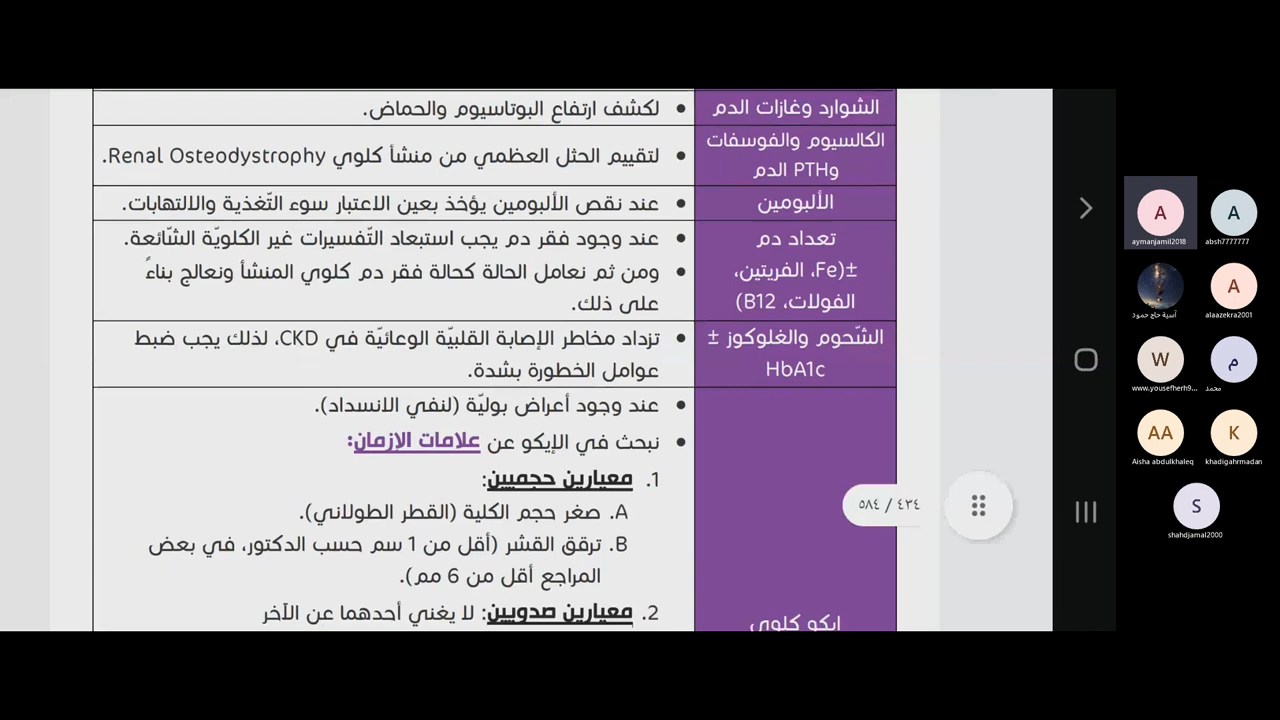 الشوارد وغازات الدم
• لكشف ارتفاع البوتاسيوم والحماض.
الكالسيوم والفوسفات
وPTH الدم
• لتقييم الحثل العظمي من منشأ كلوي Renal Osteodystrophy.
الألبومين
• عند نقص الألبومين يؤخذ بعين الاعتبار سوء التّغذية والالتهابات.
تعداد دم
±(Fe، الفريتين،
الفولات، B12)
• عند وجود فقر دم يجب استبعاد التّفسيرات غير الكلويّة الشّائعة.
• ومن ثم نعامل الحالة كحالة فقر دم كلوي المنشأ ونعالج بناءً
على ذلك.
الشّحوم والغلوكوز ±
HbA1c
• تزداد مخاطر الإصابة القلبيّة الوعائيّة في CKD، لذلك يجب ضبط
عوامل الخطورة بشدة.
ايكو كلوي
• عند وجود أعراض بوليّة (لنفي الانسداد).
• نبحث في الإيكو عن علامات الإزمان:
1. معيارين حجميين:
A. صغر حجم الكلية (القطر الطولاني).
B. ترقق القشر (أقل من 1 سم حسب الدكتور، في بعض
المراجع أقل من 6 مم).
2. معيارين صدويين: لا يغني أحدهما عن الآخر
٤٣٤ / ٥٨٤
A
aymanjamil2018
A
absh7777777
آسية حاج حمود
A
alaazekra2001
W
www.yousefherh9...
م
محمد
AA
Aisha abdulkhaleq
K
khadigahrmadan
S
shahdjamal2000